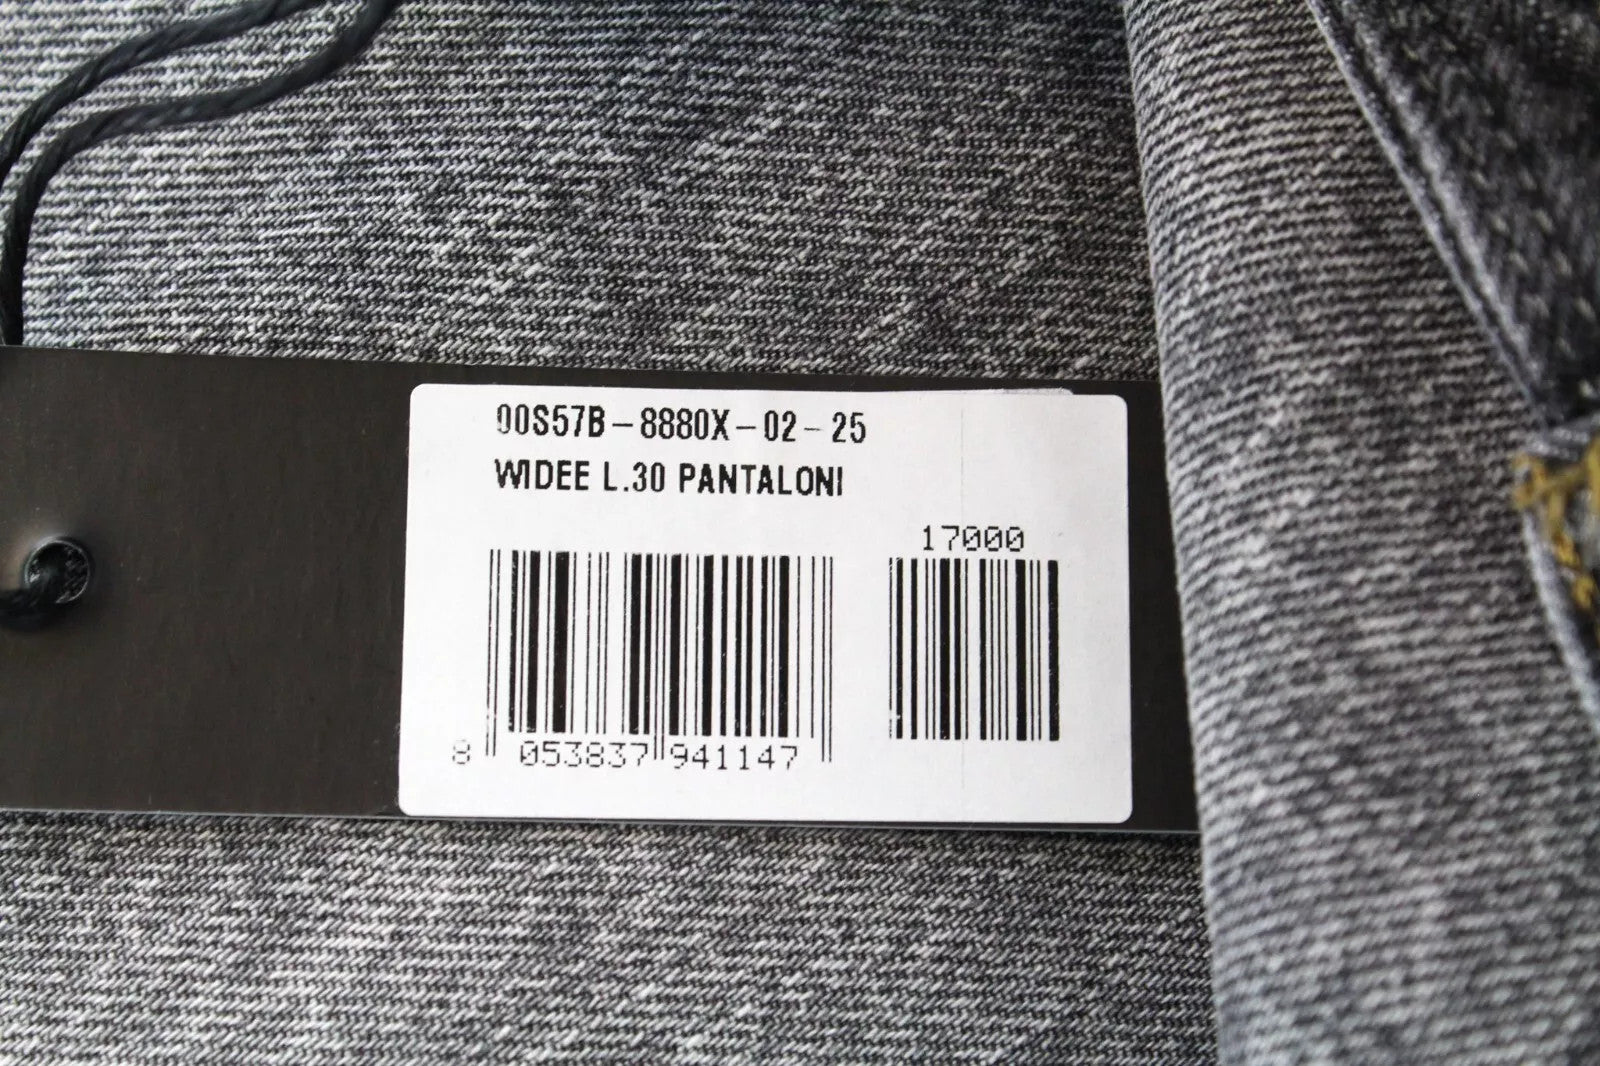 00S57B-8880X-02-25
WIDEE L.30 PANTALONI
17000
8 053837 941147